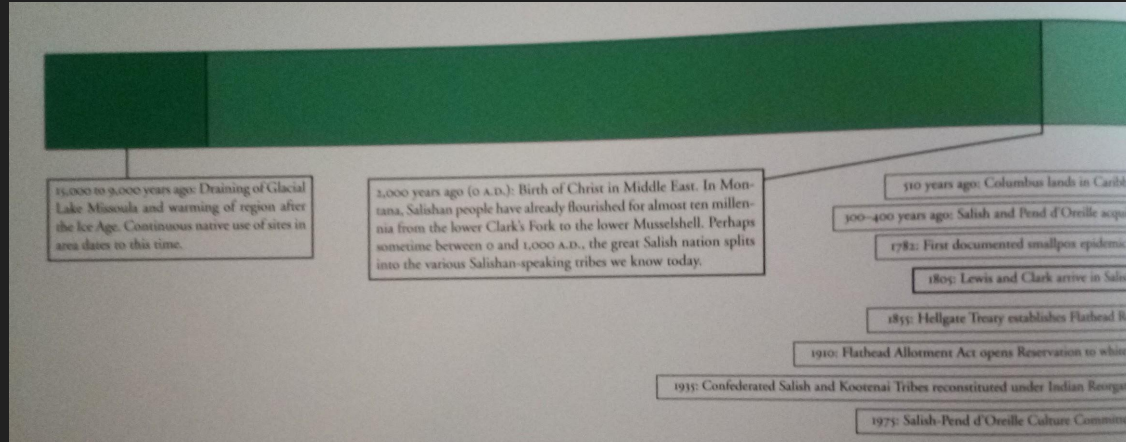 15,000 to 9,000 years ago: Draining of Glacial
Lake Missoula and warming of region after
the Ice Age. Continuous native use of sites in
area dates to this time.
2,000 years ago (0 A.D.): Birth of Christ in Middle East. In Mon-
tana, Salishan people have already flourished for almost ten millen-
nia from the lower Clark's Fork to the lower Musselshell. Perhaps
sometime between 0 and 1,000 A.D., the great Salish nation splits
into the various Salishan-speaking tribes we know today.
510 years ago: Columbus lands in
300–400 years ago: Salish and Pend d'Oreille
1782: First documented smallpox
1805: Lewis and Clark arrive in
1855: Hellgate Treaty establishes Flathead
1910: Flathead Allotment Act opens Reservation to
1935: Confederated Salish and Kootenai Tribes reconstituted under Indian
1975: Salish-Pend d'Oreille Culture